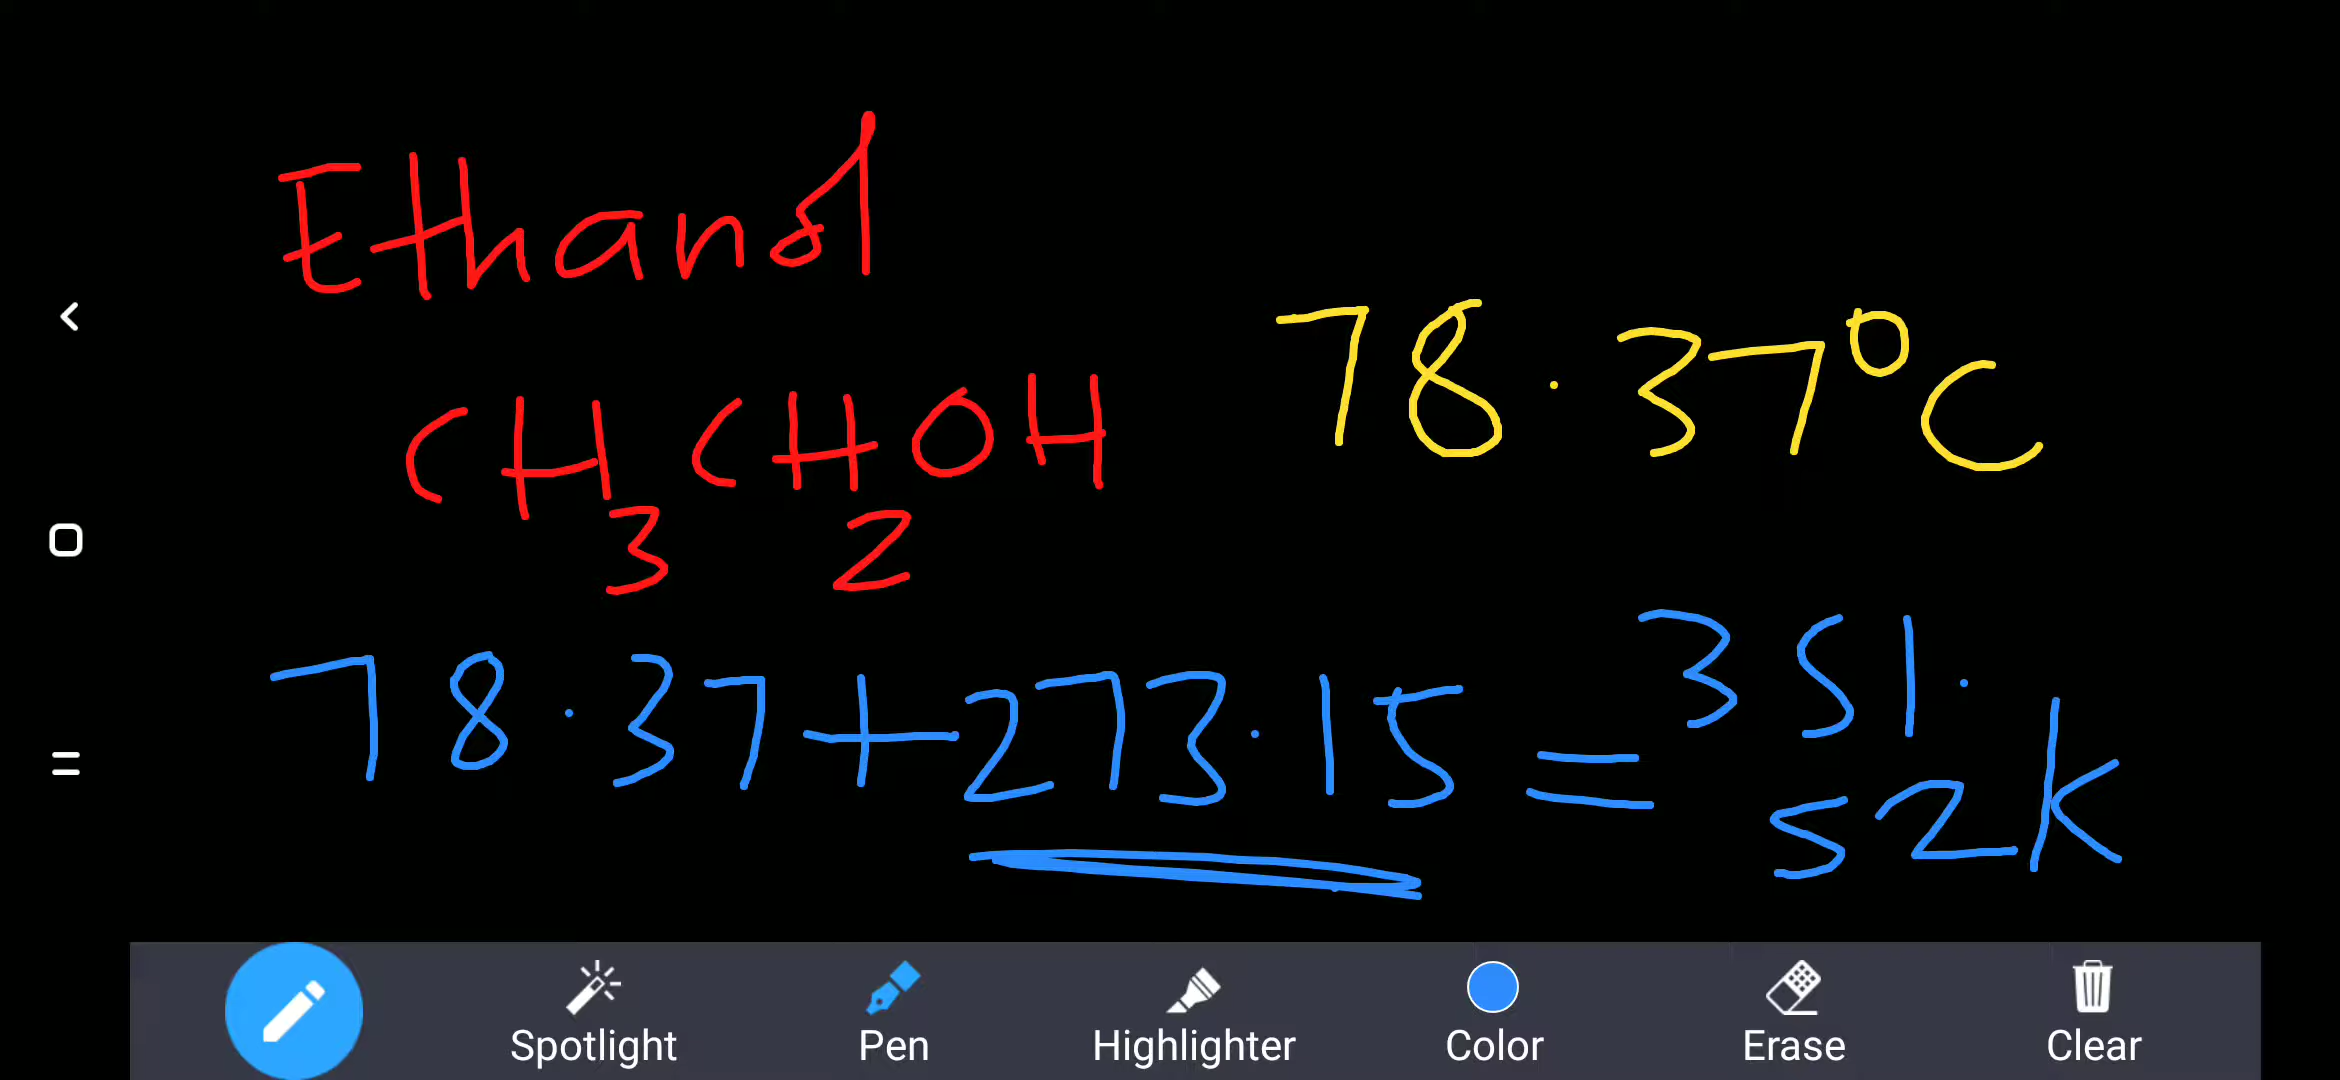 Ethanol
78.37°C
CH3CH2OH
78.37+273.15=351.52K
Spotlight Pen Highlighter Color Erase Clear